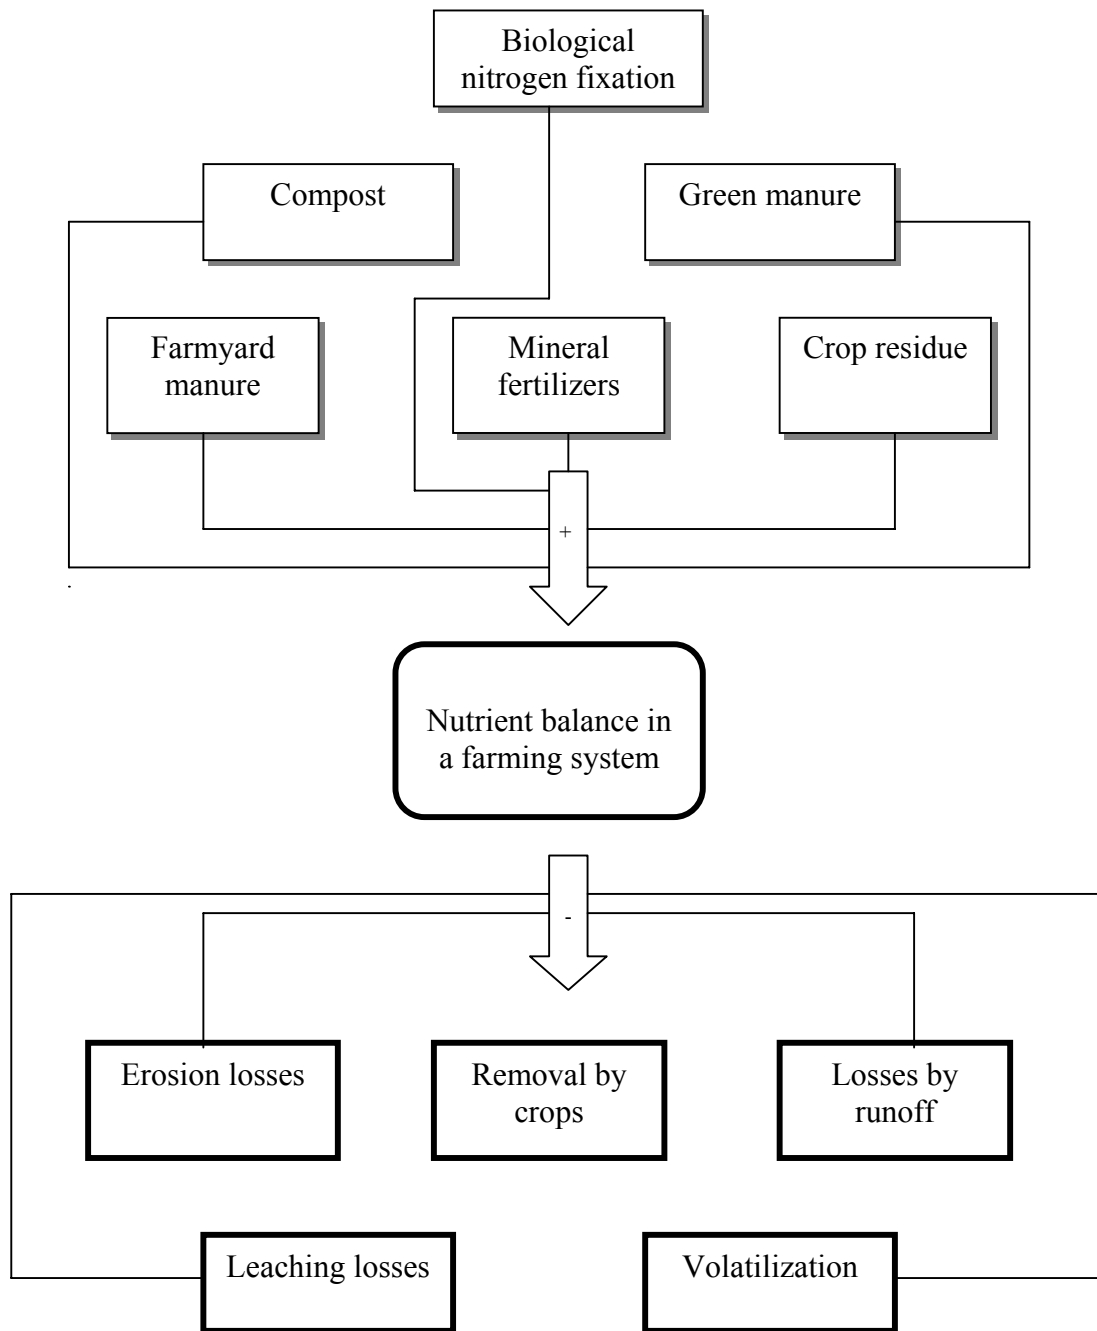 Biological
nitrogen fixation
Compost
Green manure
Farmyard
manure
Mineral
fertilizers
Crop residue
+
.
Nutrient balance in
a farming system
-
Erosion losses
Removal by
crops
Losses by
runoff
Leaching losses
Volatilization